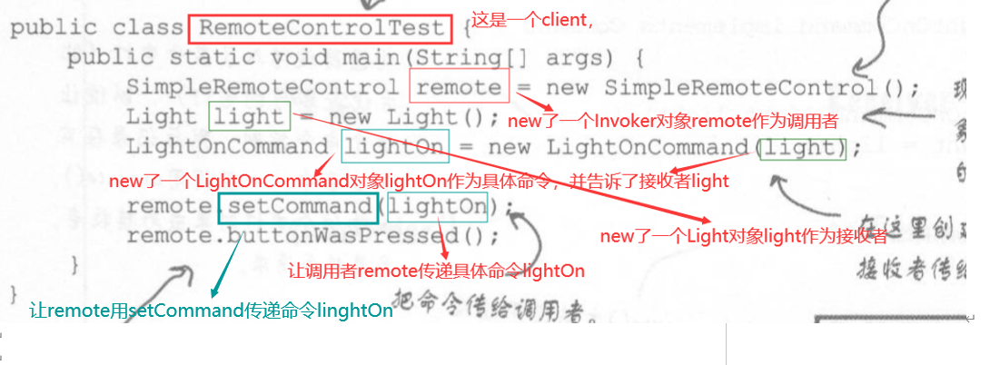 public class RemoteControlTest { 这是一个client,
public static void main(String[] args) {
SimpleRemoteControl remote = new SimpleRemoteControl();
new了一个Invoker对象remote作为调用者
Light light = new Light();
LightOnCommand lightOn = new LightOnCommand(light);
new了一个LightOnCommand对象lightOn作为具体命令，并告诉了接收者light
的
remote.setCommand(lightOn);
在这里创
remote.buttonWasPressed();
new了一个Light对象light作为接收者
}
让调用者remote传递具体命令lightOn
接收者传给
}
把命令传给调用者。
让remote用setCommand传递命令linghtOn